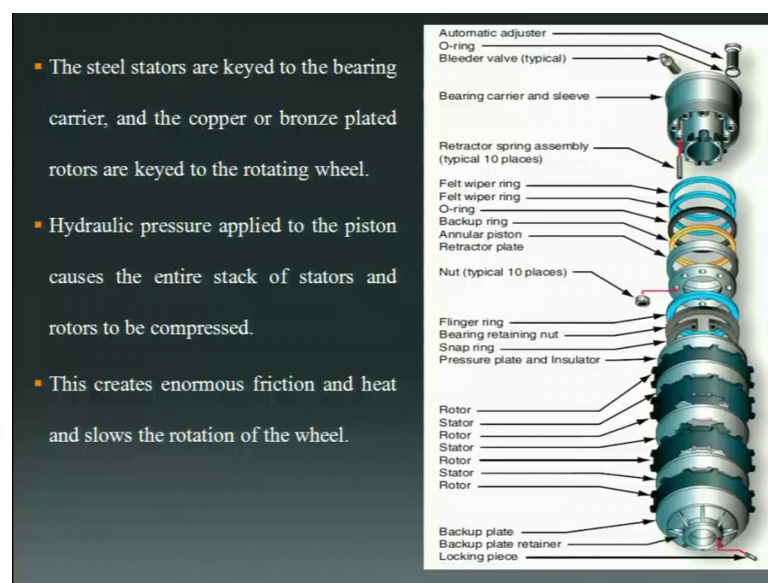 The steel stators are keyed to the bearing
carrier, and the copper or bronze plated
rotors are keyed to the rotating wheel.
Hydraulic pressure applied to the piston
causes the entire stack of stators and
rotors to be compressed.
This creates enormous friction and heat
and slows the rotation of the wheel.
Automatic adjuster
O-ring
Bleeder valve (typical)
Bearing carrier and sleeve
Retractor spring assembly
(typical 10 places)
Felt wiper ring
Felt wiper ring
O-ring
Backup ring
Annular piston
Retractor plate
Nut (typical 10 places)
Flinger ring
Bearing retaining nut
Snap ring
Pressure plate and Insulator
Rotor
Stator
Rotor
Stator
Rotor
Stator
Rotor
Backup plate
Backup plate retainer
Locking piece